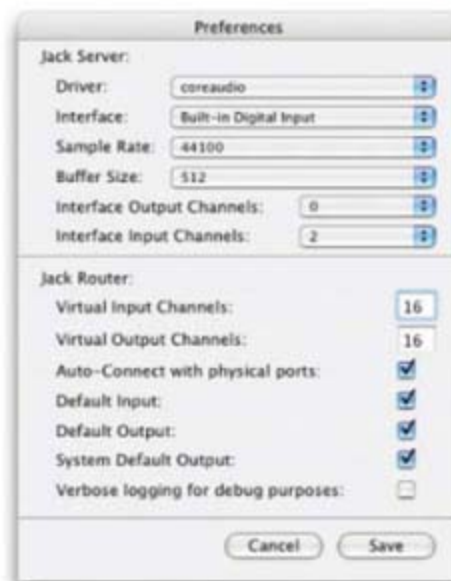 Preferences
Jack Server:
Driver: coreaudio
Interface: Built-in Digital Input
Sample Rate: 44100
Buffer Size: 512
Interface Output Channels: 0
Interface Input Channels: 2
Jack Router:
Virtual Input Channels: 16
Virtual Output Channels: 16
Auto-Connect with physical ports:
Default Input:
Default Output:
System Default Output:
Verbose logging for debug purposes:
Cancel Save